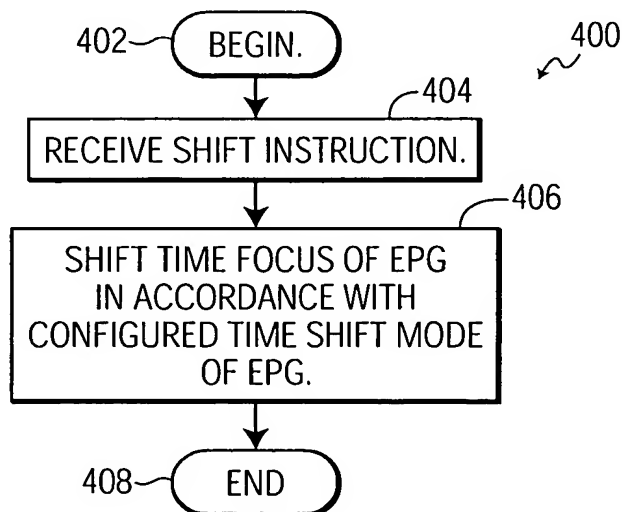 402
BEGIN.
400
404
RECEIVE SHIFT INSTRUCTION.
406
SHIFT TIME FOCUS OF EPG
IN ACCORDANCE WITH
CONFIGURED TIME SHIFT MODE
OF EPG.
408
END